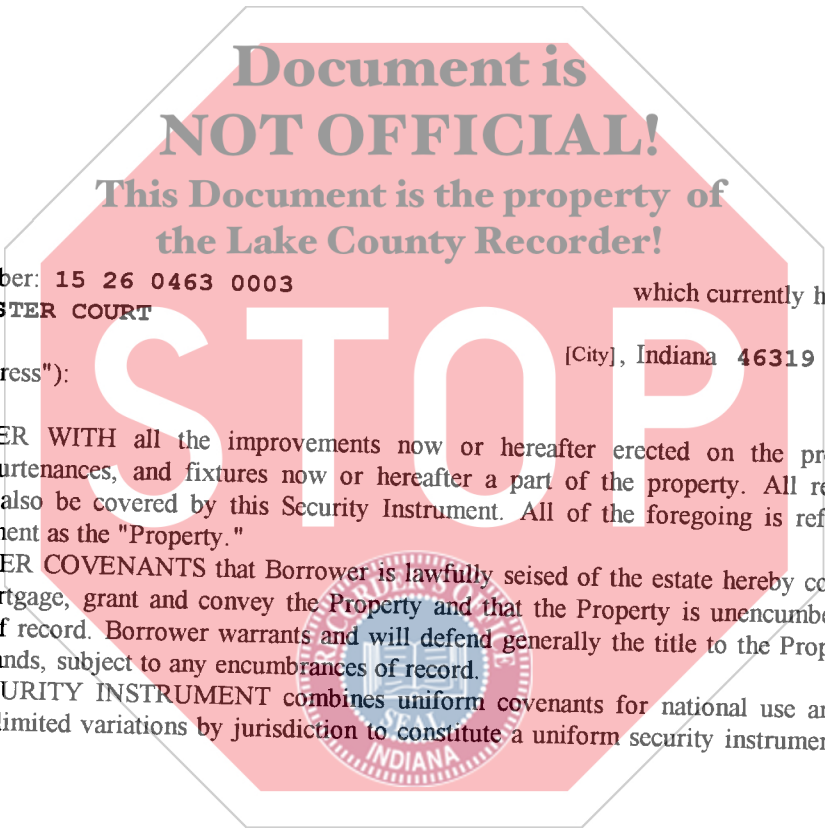 Document is
NOT OFFICIAL!
This Document is the property of
the Lake County Recorder!
ber: 15 26 0463 0003
which currently h
STER COURT
[City], Indiana 46319
ress"):
STOP
ER WITH all the improvements now or hereafter erected on the pr
urtenances, and fixtures now or hereafter a part of the property. All re
also be covered by this Security Instrument. All of the foregoing is ref
nent as the "Property."
ER COVENANTS that Borrower is lawfully seised of the estate hereby co
rtgage, grant and convey the Property and that the Property is unencumbe
f record. Borrower warrants and will defend generally the title to the Prop
ands, subject to any encumbrances of record.
URITY INSTRUMENT combines uniform covenants for national use an
limited variations by jurisdiction to constitute a uniform security instrumen
RECORDER'S OFFICE
SEAL
INDIANA